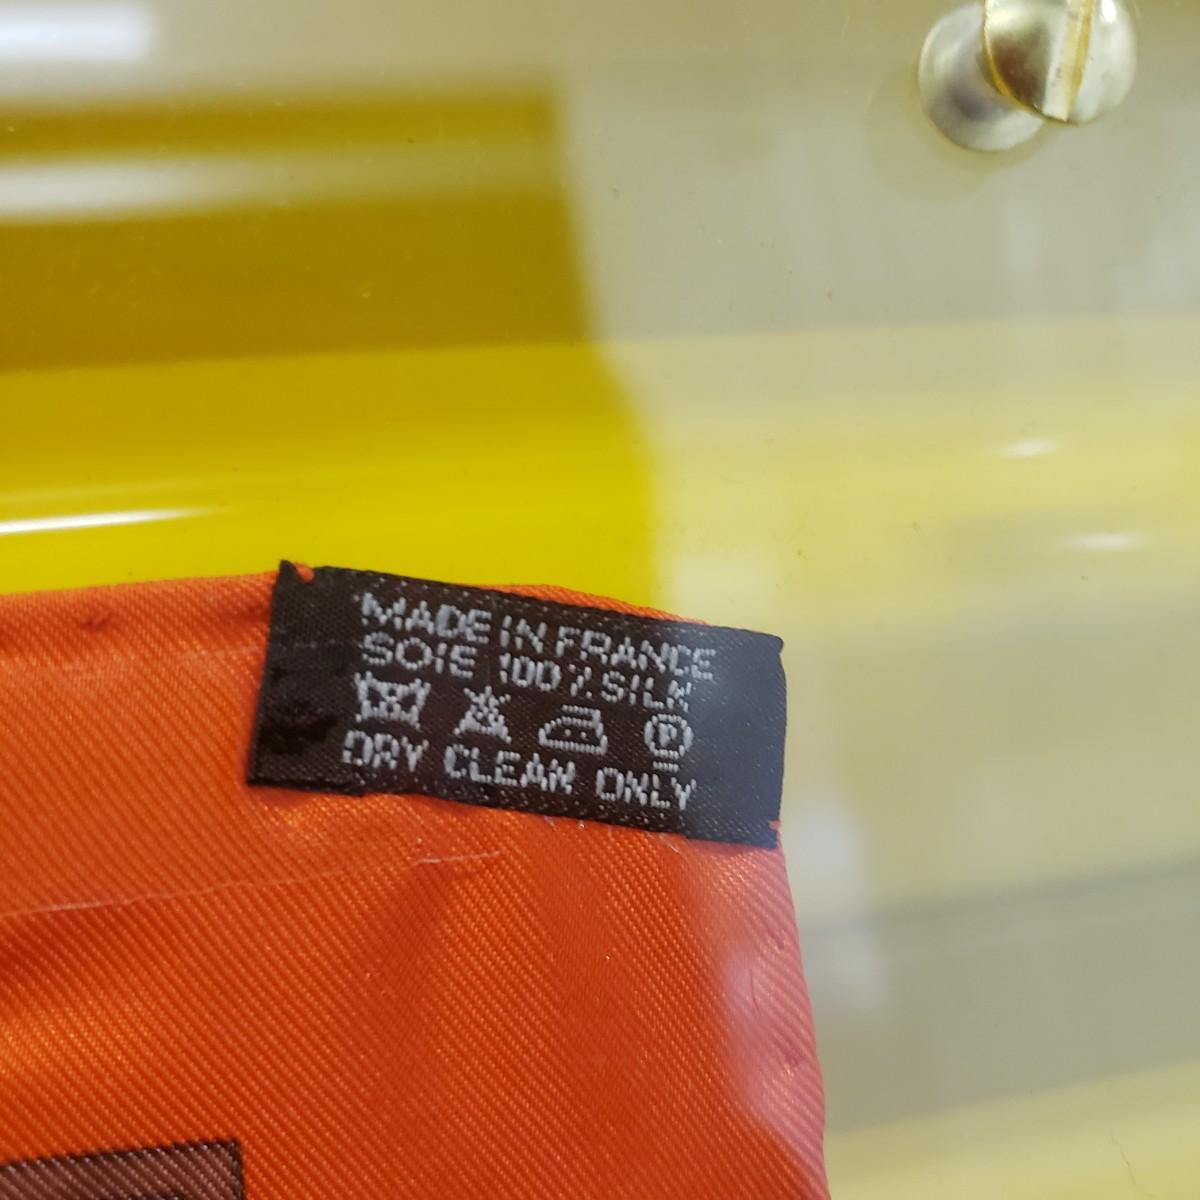 MADE IN FRANCE
SOIE 100% SILK
P
DRY CLEAN ONLY